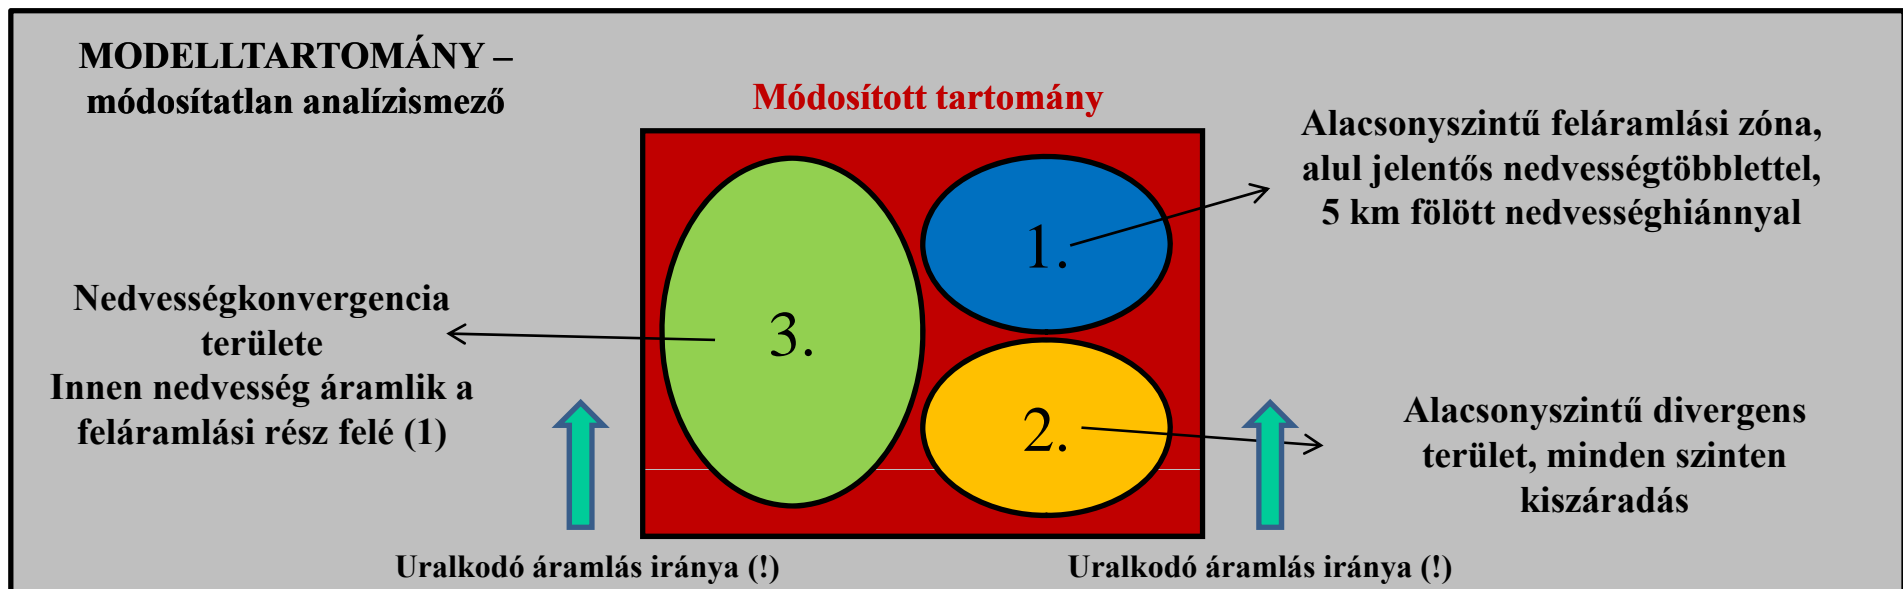 MODELLTARTOMÁNY –
módosítatlan analízismező
Módosított tartomány
Alacsonyszintű feláramlási zóna,
alul jelentős nedvességtöbblettel,
5 km fölött nedvességhiánnyal
1.
Nedvességkonvergencia
területe
Innen nedvesség áramlik a
feláramlási rész felé (1)
3.
2.
Alacsonyszintű divergens
terület, minden szinten
kiszáradás
Uralkodó áramlás iránya (!)
Uralkodó áramlás iránya (!)